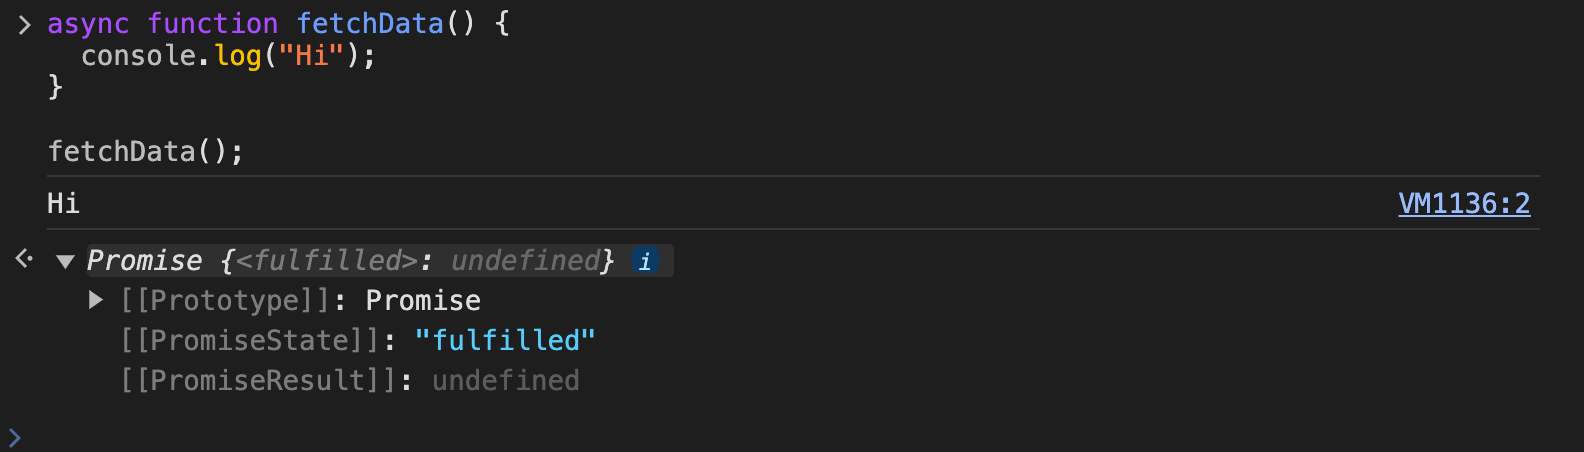 async function fetchData() {
  console.log("Hi");
}
fetchData();
Hi VM1136:2
Promise {<fulfilled>: undefined} i
[[Prototype]]: Promise
[[PromiseState]]: "fulfilled"
[[PromiseResult]]: undefined